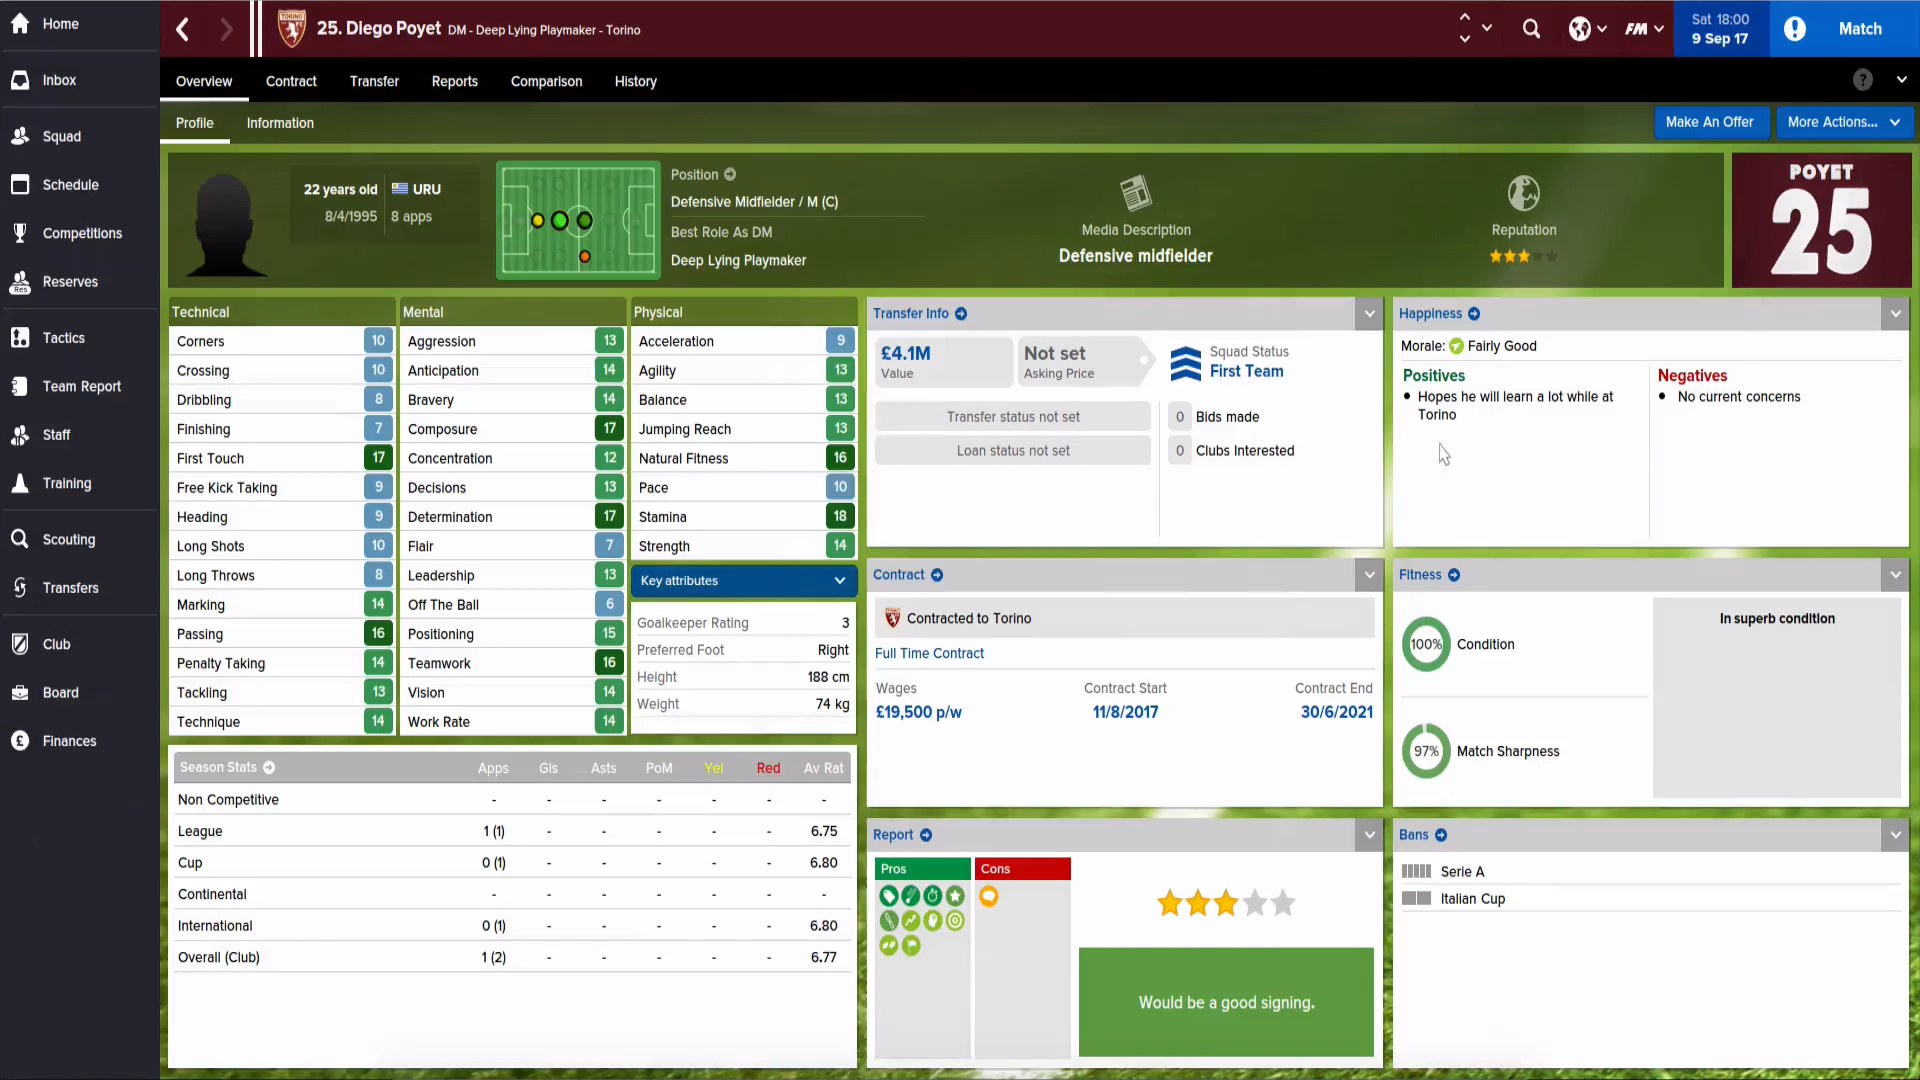 Home
Inbox
Squad
Schedule
Competitions
Res
Reserves
Tactics
Team Report
Staff
Training
Scouting
Transfers
Club
Board
£ Finances
TORINO FC
25. Diego Poyet DM - Deep Lying Playmaker - Torino
FM
Sat 18:00
9 Sep 17
Match
Overview Contract Transfer Reports Comparison History
?
Profile Information
Make An Offer More Actions...
22 years old URU
8/4/1995 8 apps
Position
Defensive Midfielder / M (C)
Best Role As DM
Deep Lying Playmaker
Media Description
Defensive midfielder
Reputation
POYET
25
Technical
Corners 10
Crossing 10
Dribbling 8
Finishing 7
First Touch 17
Free Kick Taking 9
Heading 9
Long Shots 10
Long Throws 8
Marking 14
Passing 16
Penalty Taking 14
Tackling 13
Technique 14
Mental
Aggression 13
Anticipation 14
Bravery 14
Composure 17
Concentration 12
Decisions 13
Determination 17
Flair 7
Leadership 13
Off The Ball 6
Positioning 15
Teamwork 16
Vision 14
Work Rate 14
Physical
Acceleration 9
Agility 13
Balance 13
Jumping Reach 13
Natural Fitness 16
Pace 10
Stamina 18
Strength 14
Key attributes
Goalkeeper Rating 3
Preferred Foot Right
Height 188 cm
Weight 74 kg
Transfer Info
£4.1M
Value
Not set
Asking Price
Squad Status
First Team
Transfer status not set
Loan status not set
0 Bids made
0 Clubs Interested
Happiness
Morale: Fairly Good
Positives
Hopes he will learn a lot while at
Torino
Negatives
No current concerns
Contract
Contracted to Torino
Full Time Contract
Wages Contract Start Contract End
£19,500 p/w 11/8/2017 30/6/2021
Fitness
100% Condition
97% Match Sharpness
In superb condition
Season Stats Apps Gls Asts PoM Yel Red Av Rat
Non Competitive - - - - - - -
League 1 (1) - - - - - 6.75
Cup 0 (1) - - - - - 6.80
Continental - - - - - - -
International 0 (1) - - - - - 6.80
Overall (Club) 1 (2) - - - - - 6.77
Report
Pros Cons
Would be a good signing.
Bans
Serie A
Italian Cup